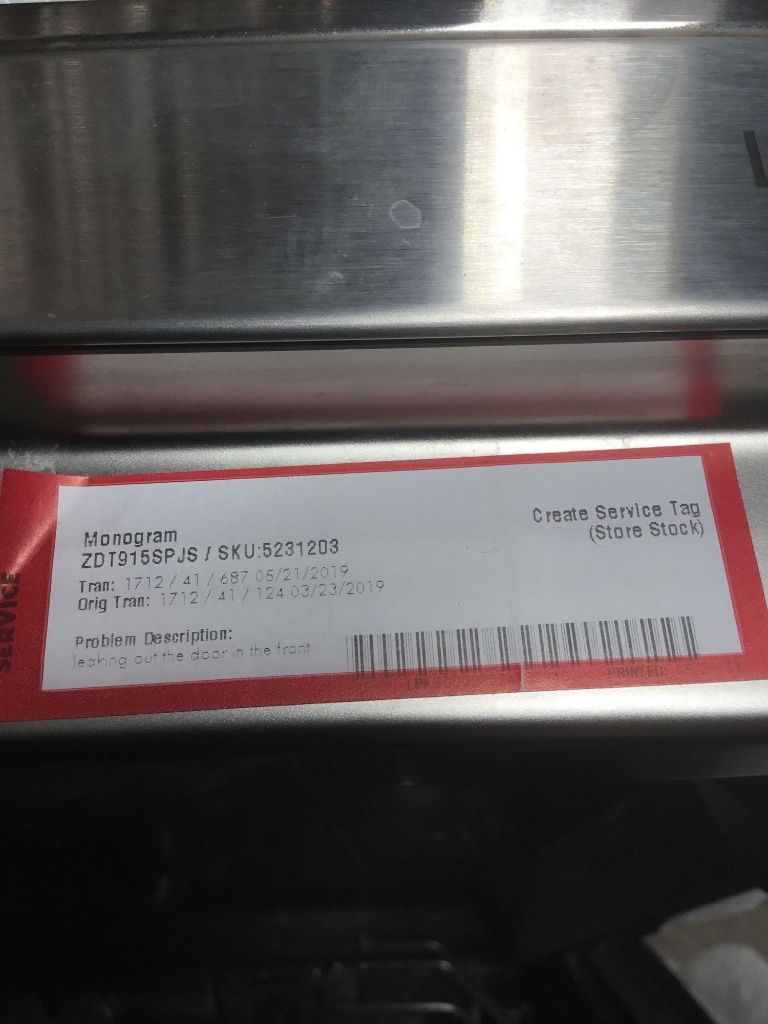 Monogram
ZDT915SPJS / SKU:5231203
Create Service Tag
(Store Stock)
Tran: 1712 / 41 / 687 05/21/2019
Orig Tran: 1712 / 41 / 124 03/23/2019
Problem Description:
leaking out the door in the front
PRINTED:
SERVICE